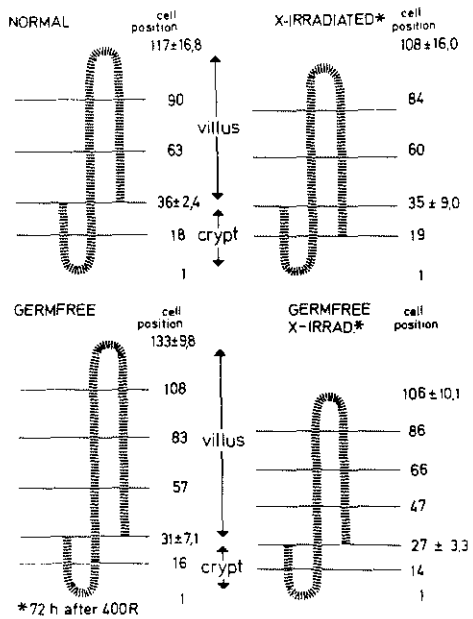 NORMAL
cell
position
117±16,8
90
63
36±2,4
18
1
villus
crypt
X-IRRADIATED*
cell
position
108±16,0
84
60
35±9,0
19
1
GERMFREE
cell
position
133±9,8
108
83
57
31±7,1
16
1
villus
crypt
GERMFREE
X-IRRAD*
cell
position
106±10,1
86
66
47
27 ± 3,3
14
1
*72 h after 400R